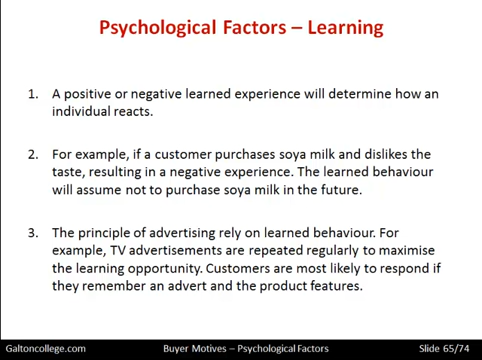 Psychological Factors – Learning
1. A positive or negative learned experience will determine how an
individual reacts.
2. For example, if a customer purchases soya milk and dislikes the
taste, resulting in a negative experience. The learned behaviour
will assume not to purchase soya milk in the future.
3. The principle of advertising rely on learned behaviour. For
example, TV advertisements are repeated regularly to maximise
the learning opportunity. Customers are most likely to respond if
they remember an advert and the product features.
Galtoncollege.com Buyer Motives – Psychological Factors Slide 65/74